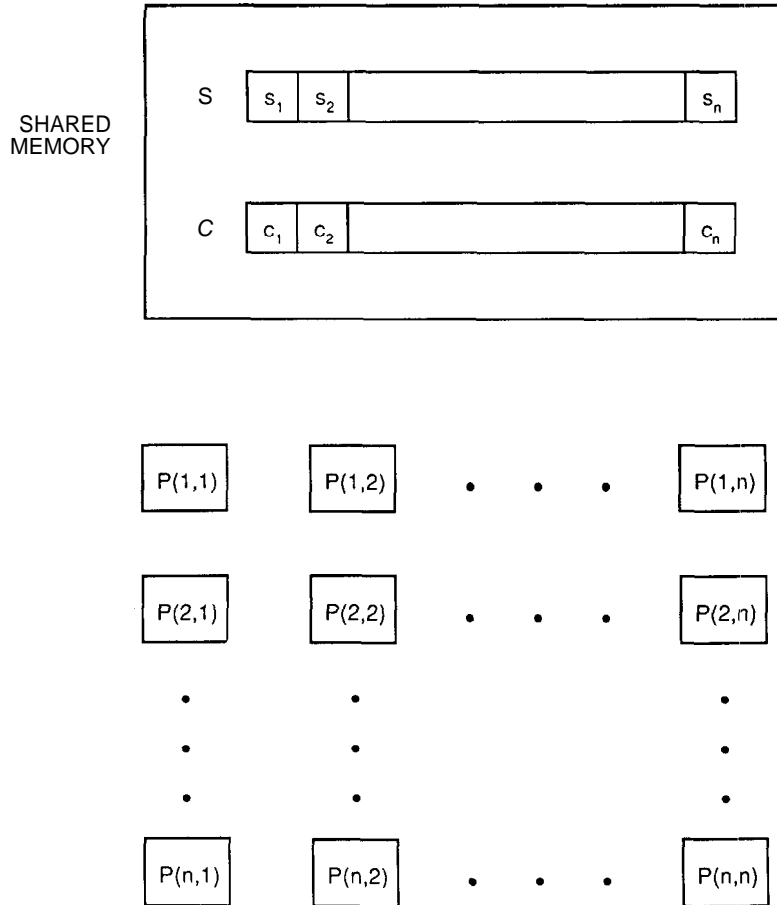 SHARED
MEMORY
S s₁ s₂ sₙ
C c₁ c₂ cₙ
P(1,1) P(1,2) . . . P(1,n)
P(2,1) P(2,2) . . . P(2,n)
. . .
. . .
. . .
P(n,1) P(n,2) . . . P(n,n)